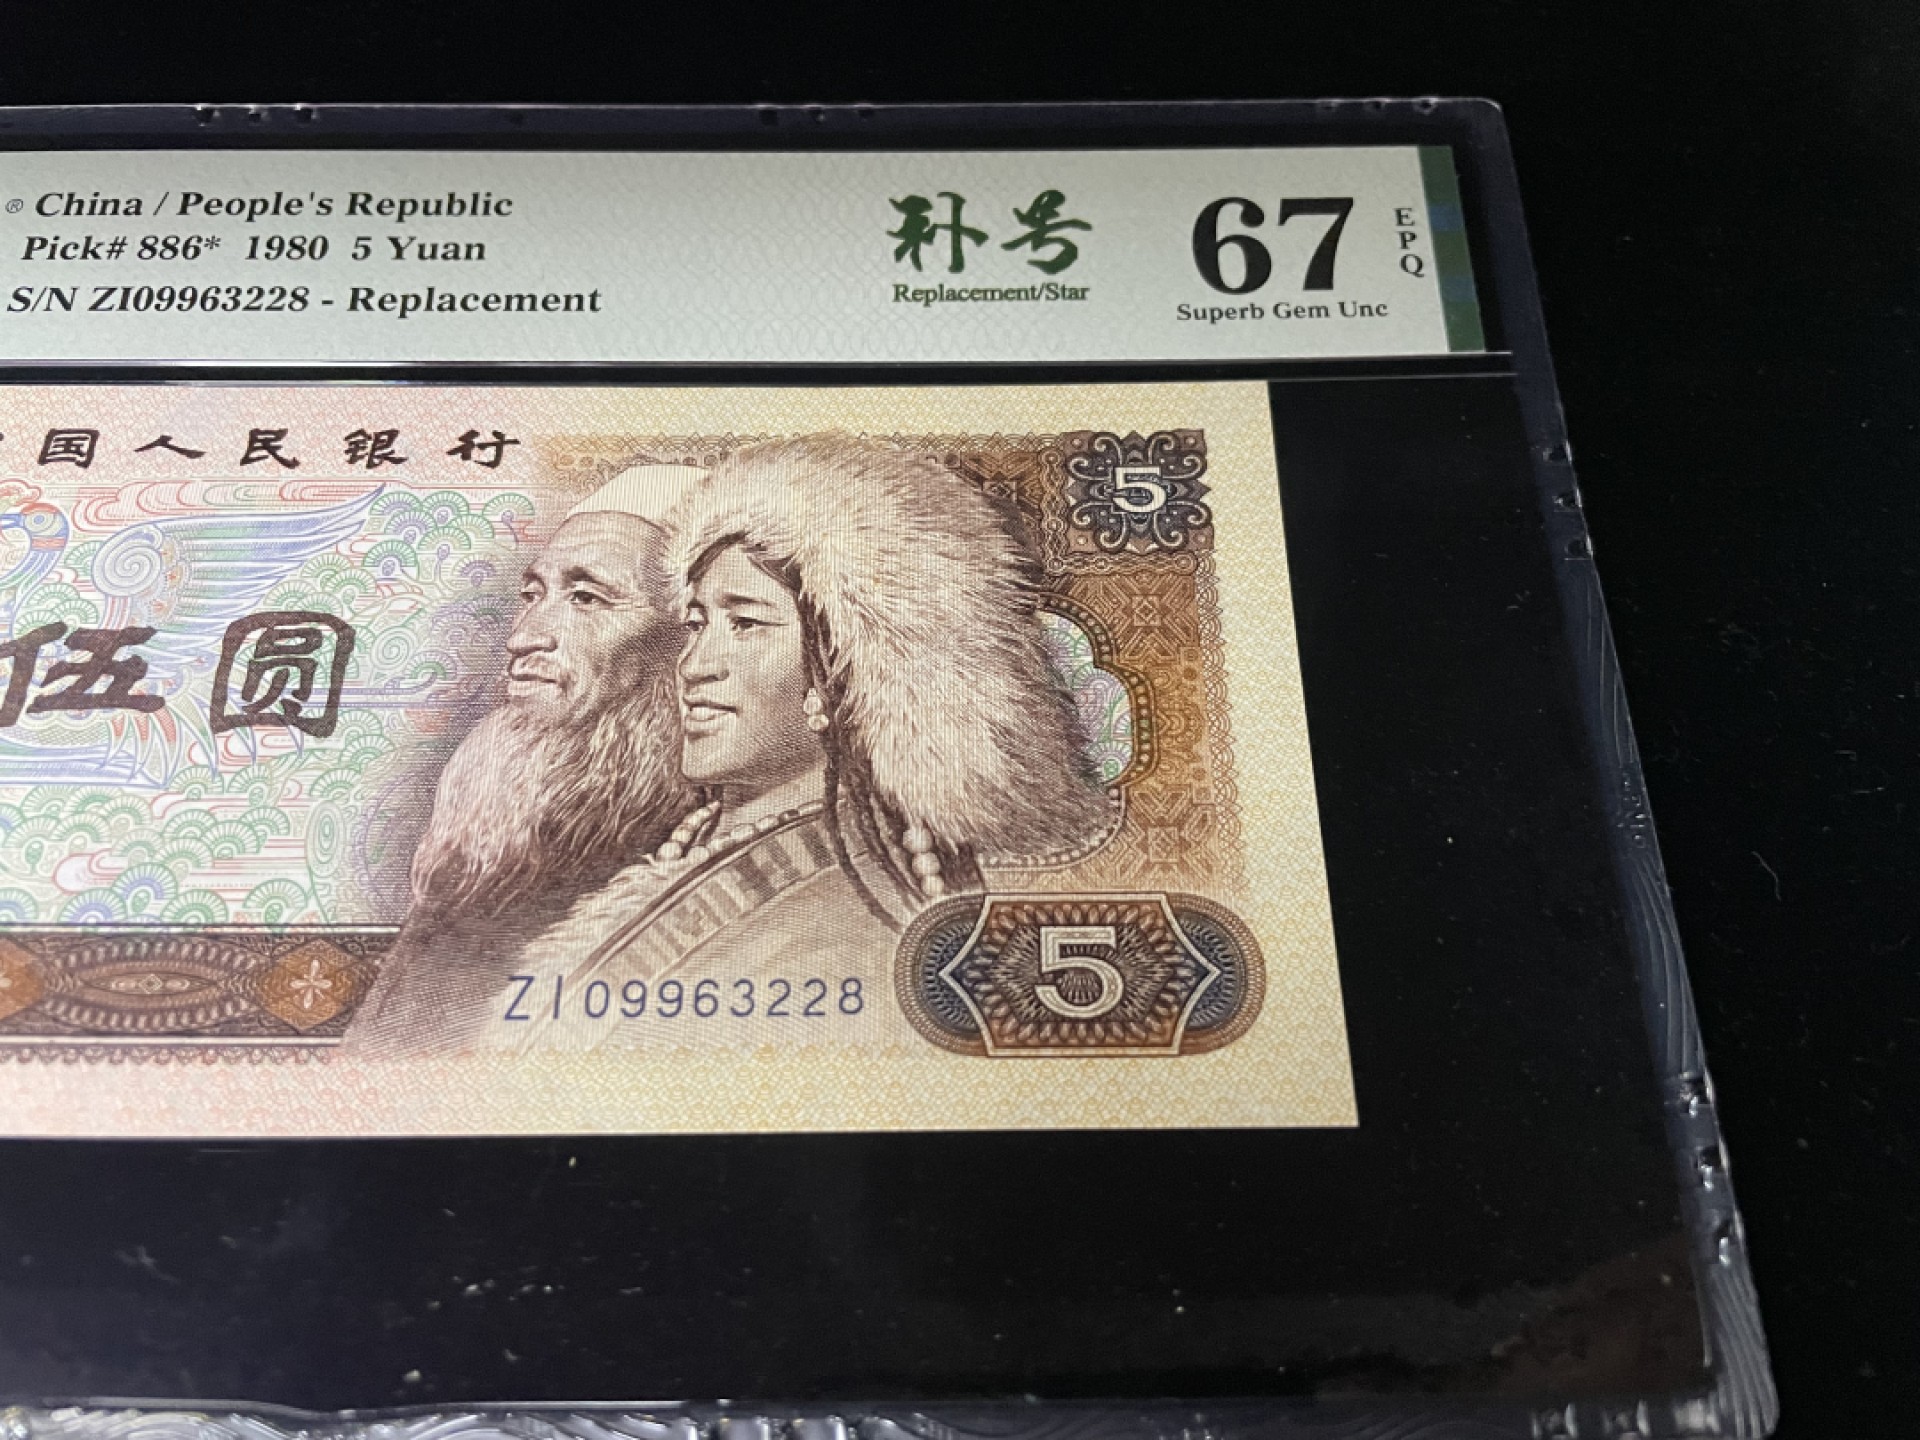 ® China / People's Republic
Pick# 886* 1980 5 Yuan
S/N ZI09963228 - Replacement
补号
Replacement/Star
67
EPQ
Superb Gem Unc
国人民银行
5
伍圆
ZI09963228
5